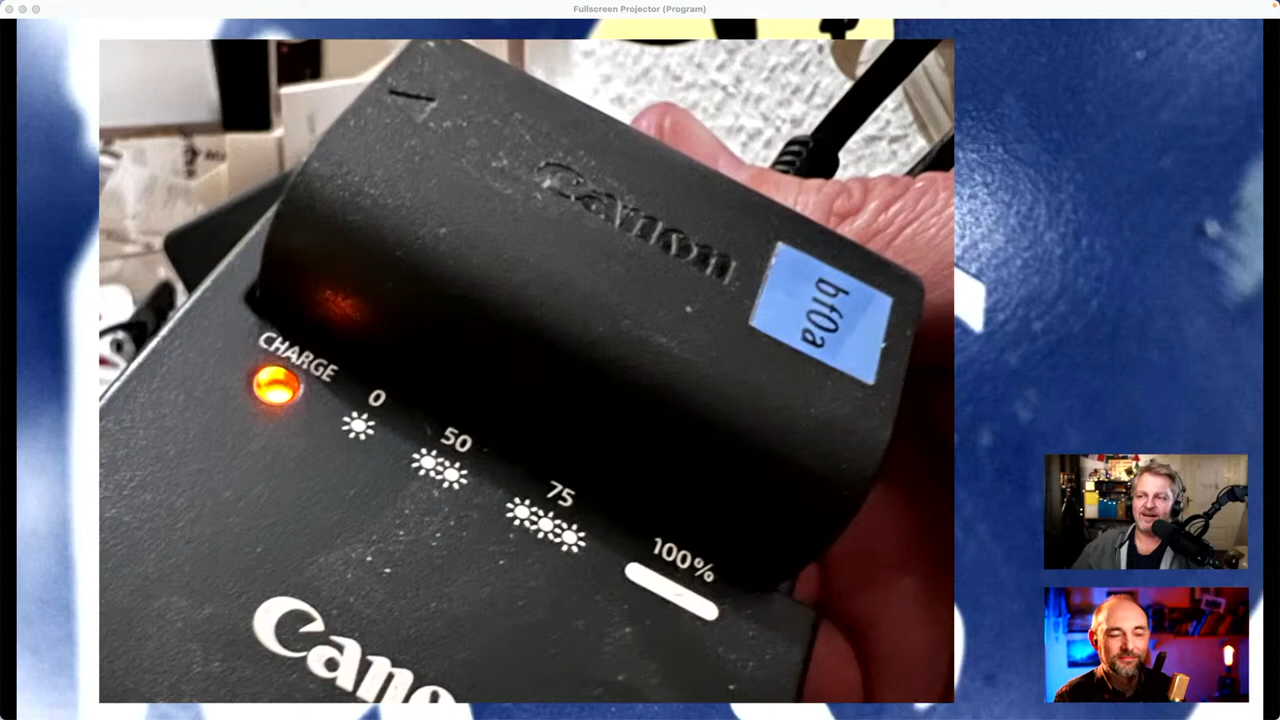 Fullscreen Projector (Program)
Canon
bf0a
CHARGE
0
50
75
100%
Cano